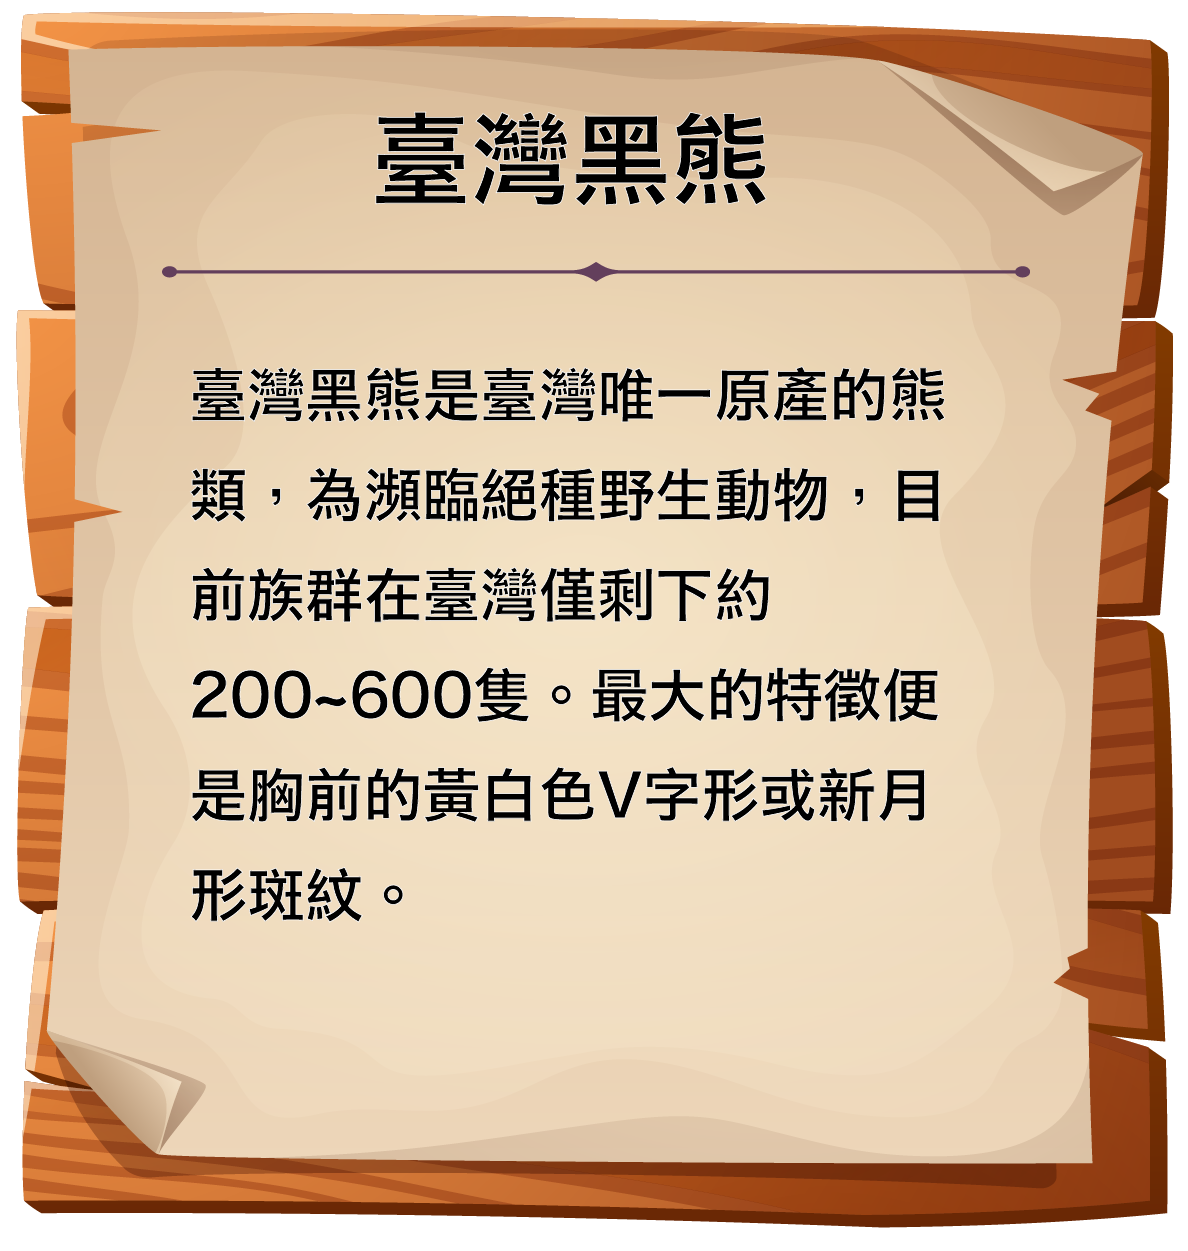 臺灣黑熊
臺灣黑熊是臺灣唯一原產的熊
類，為瀕臨絕種野生動物，目
前族群在臺灣僅剩下約
200~600隻。最大的特徵便
是胸前的黃白色V字形或新月
形斑紋。